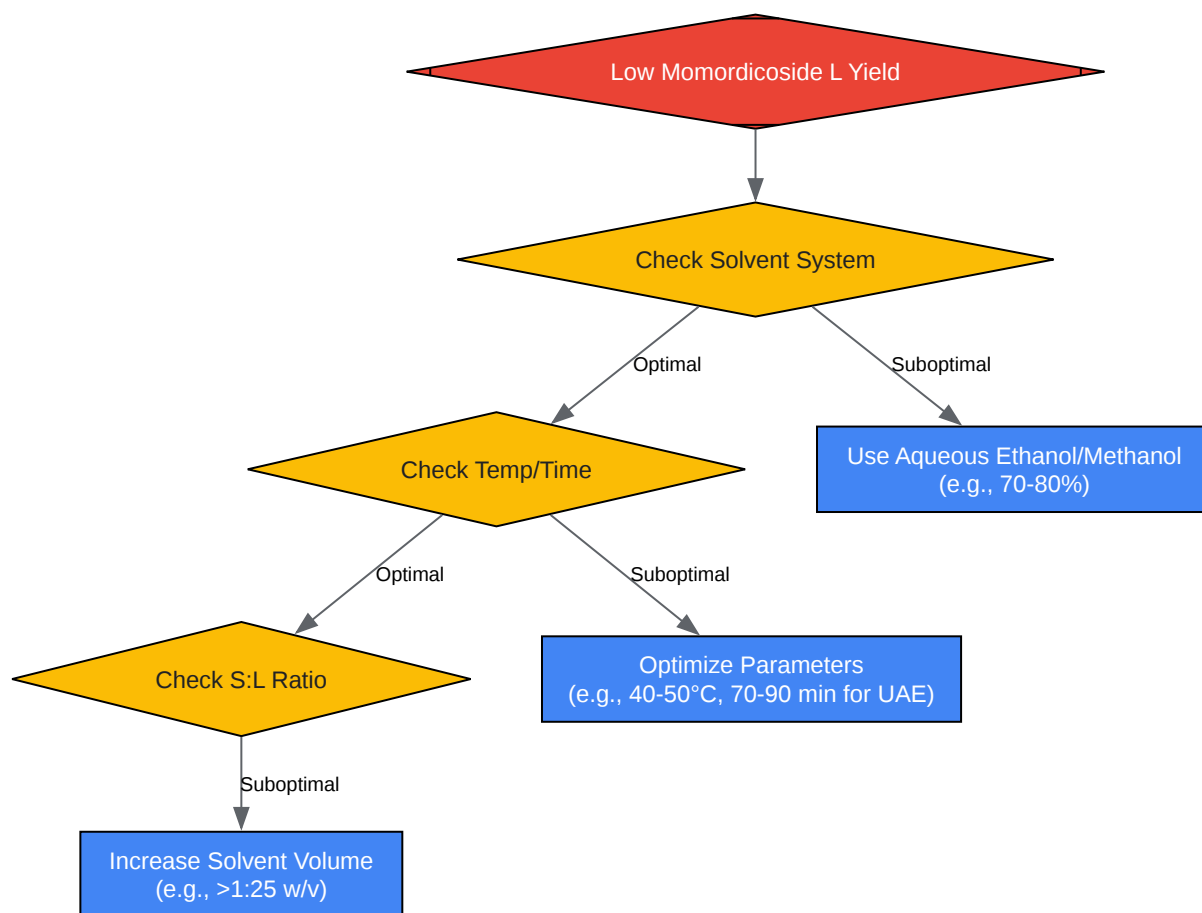 Low Momordicoside L Yield
Check Solvent System
Optimal
Suboptimal
Check Temp/Time
Use Aqueous Ethanol/Methanol
(e.g., 70-80%)
Optimal
Suboptimal
Check S:L Ratio
Optimize Parameters
(e.g., 40-50°C, 70-90 min for UAE)
Suboptimal
Increase Solvent Volume
(e.g., >1:25 w/v)